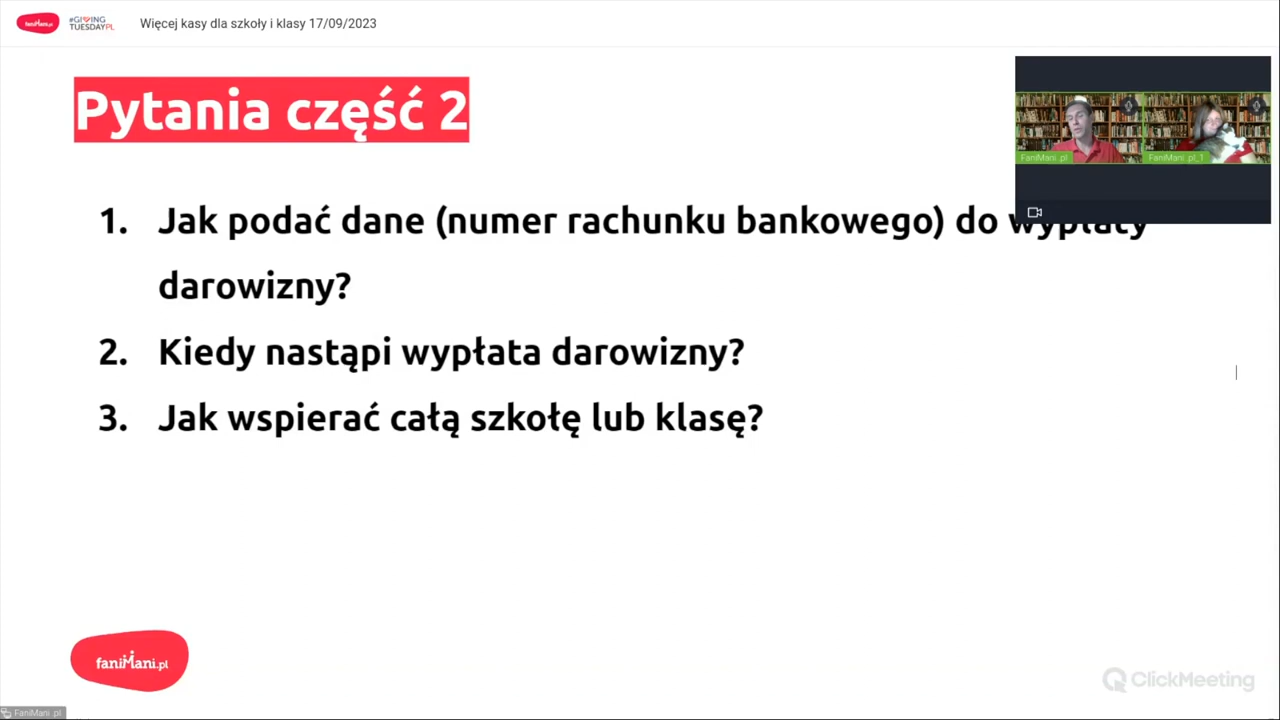 faniMani.pl
#GIVING
TUESDAYPL
Więcej kasy dla szkoły i klasy 17/09/2023
Pytania część 2
FaniMani .pl
FaniMani .pl_1
1. Jak podać dane (numer rachunku bankowego) do wypłaty
darowizny?
2. Kiedy nastąpi wypłata darowizny?
3. Jak wspierać całą szkołę lub klasę?
faniMani.pl
ClickMeeting
FaniMani .pl